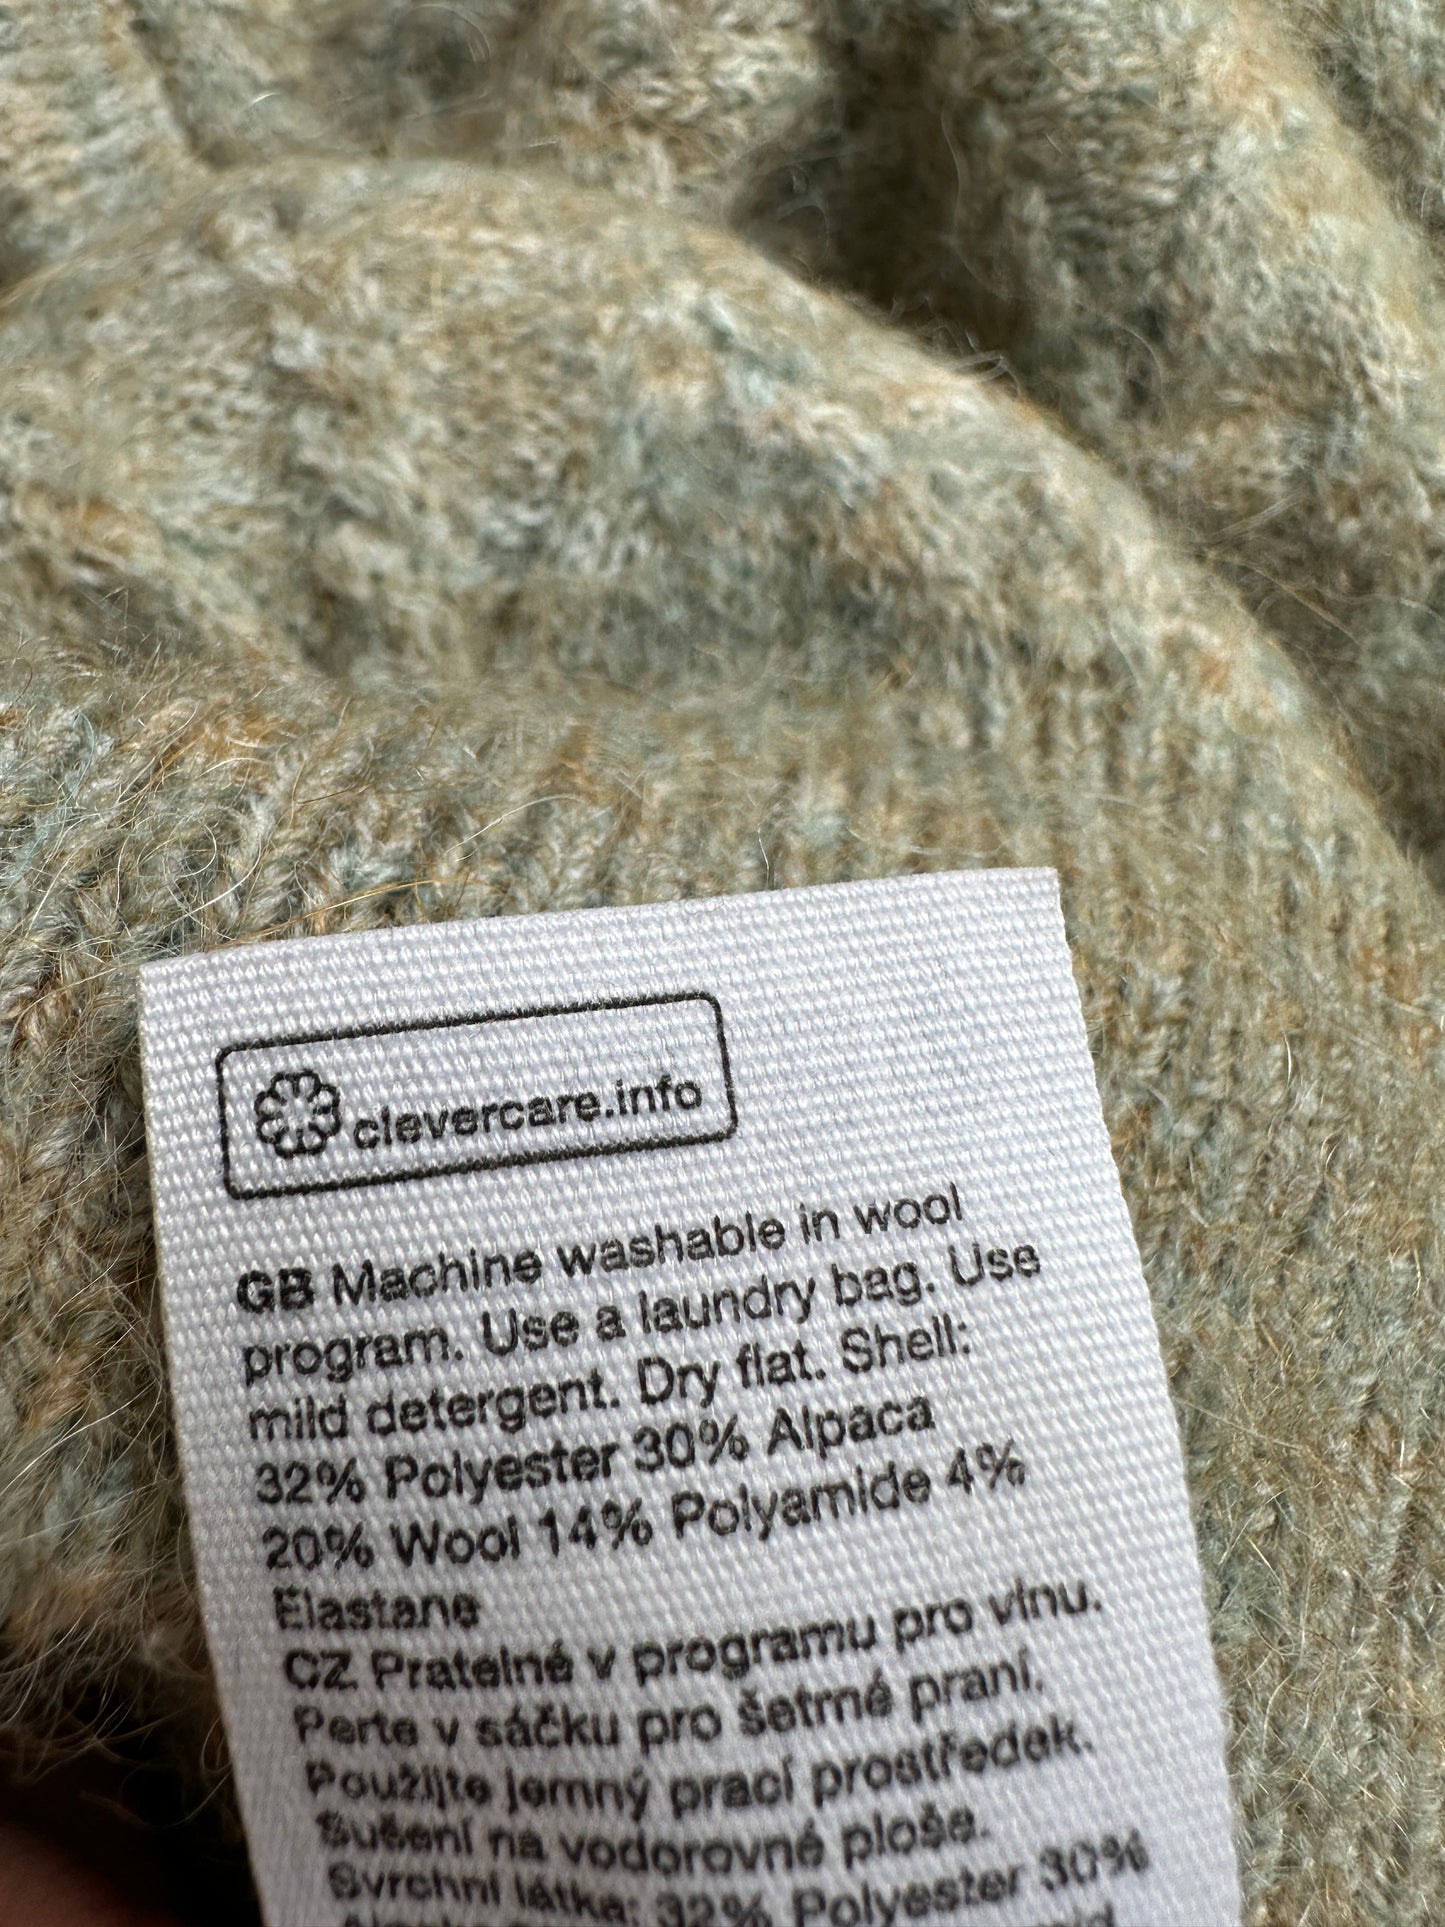 clevercare.info
GB Machine washable in wool
program. Use a laundry bag. Use
mild detergent. Dry flat. Shell:
32% Polyester 30% Alpaca
20% Wool 14% Polyamide 4%
Elastane
CZ Pratelné v programu pro vlnu.
Perte v sáčku pro šetrné praní.
Použijte jemný prací prostředek.
Sušení na vodorovné ploše.
Svrchní látka: 32% Polyester 30%